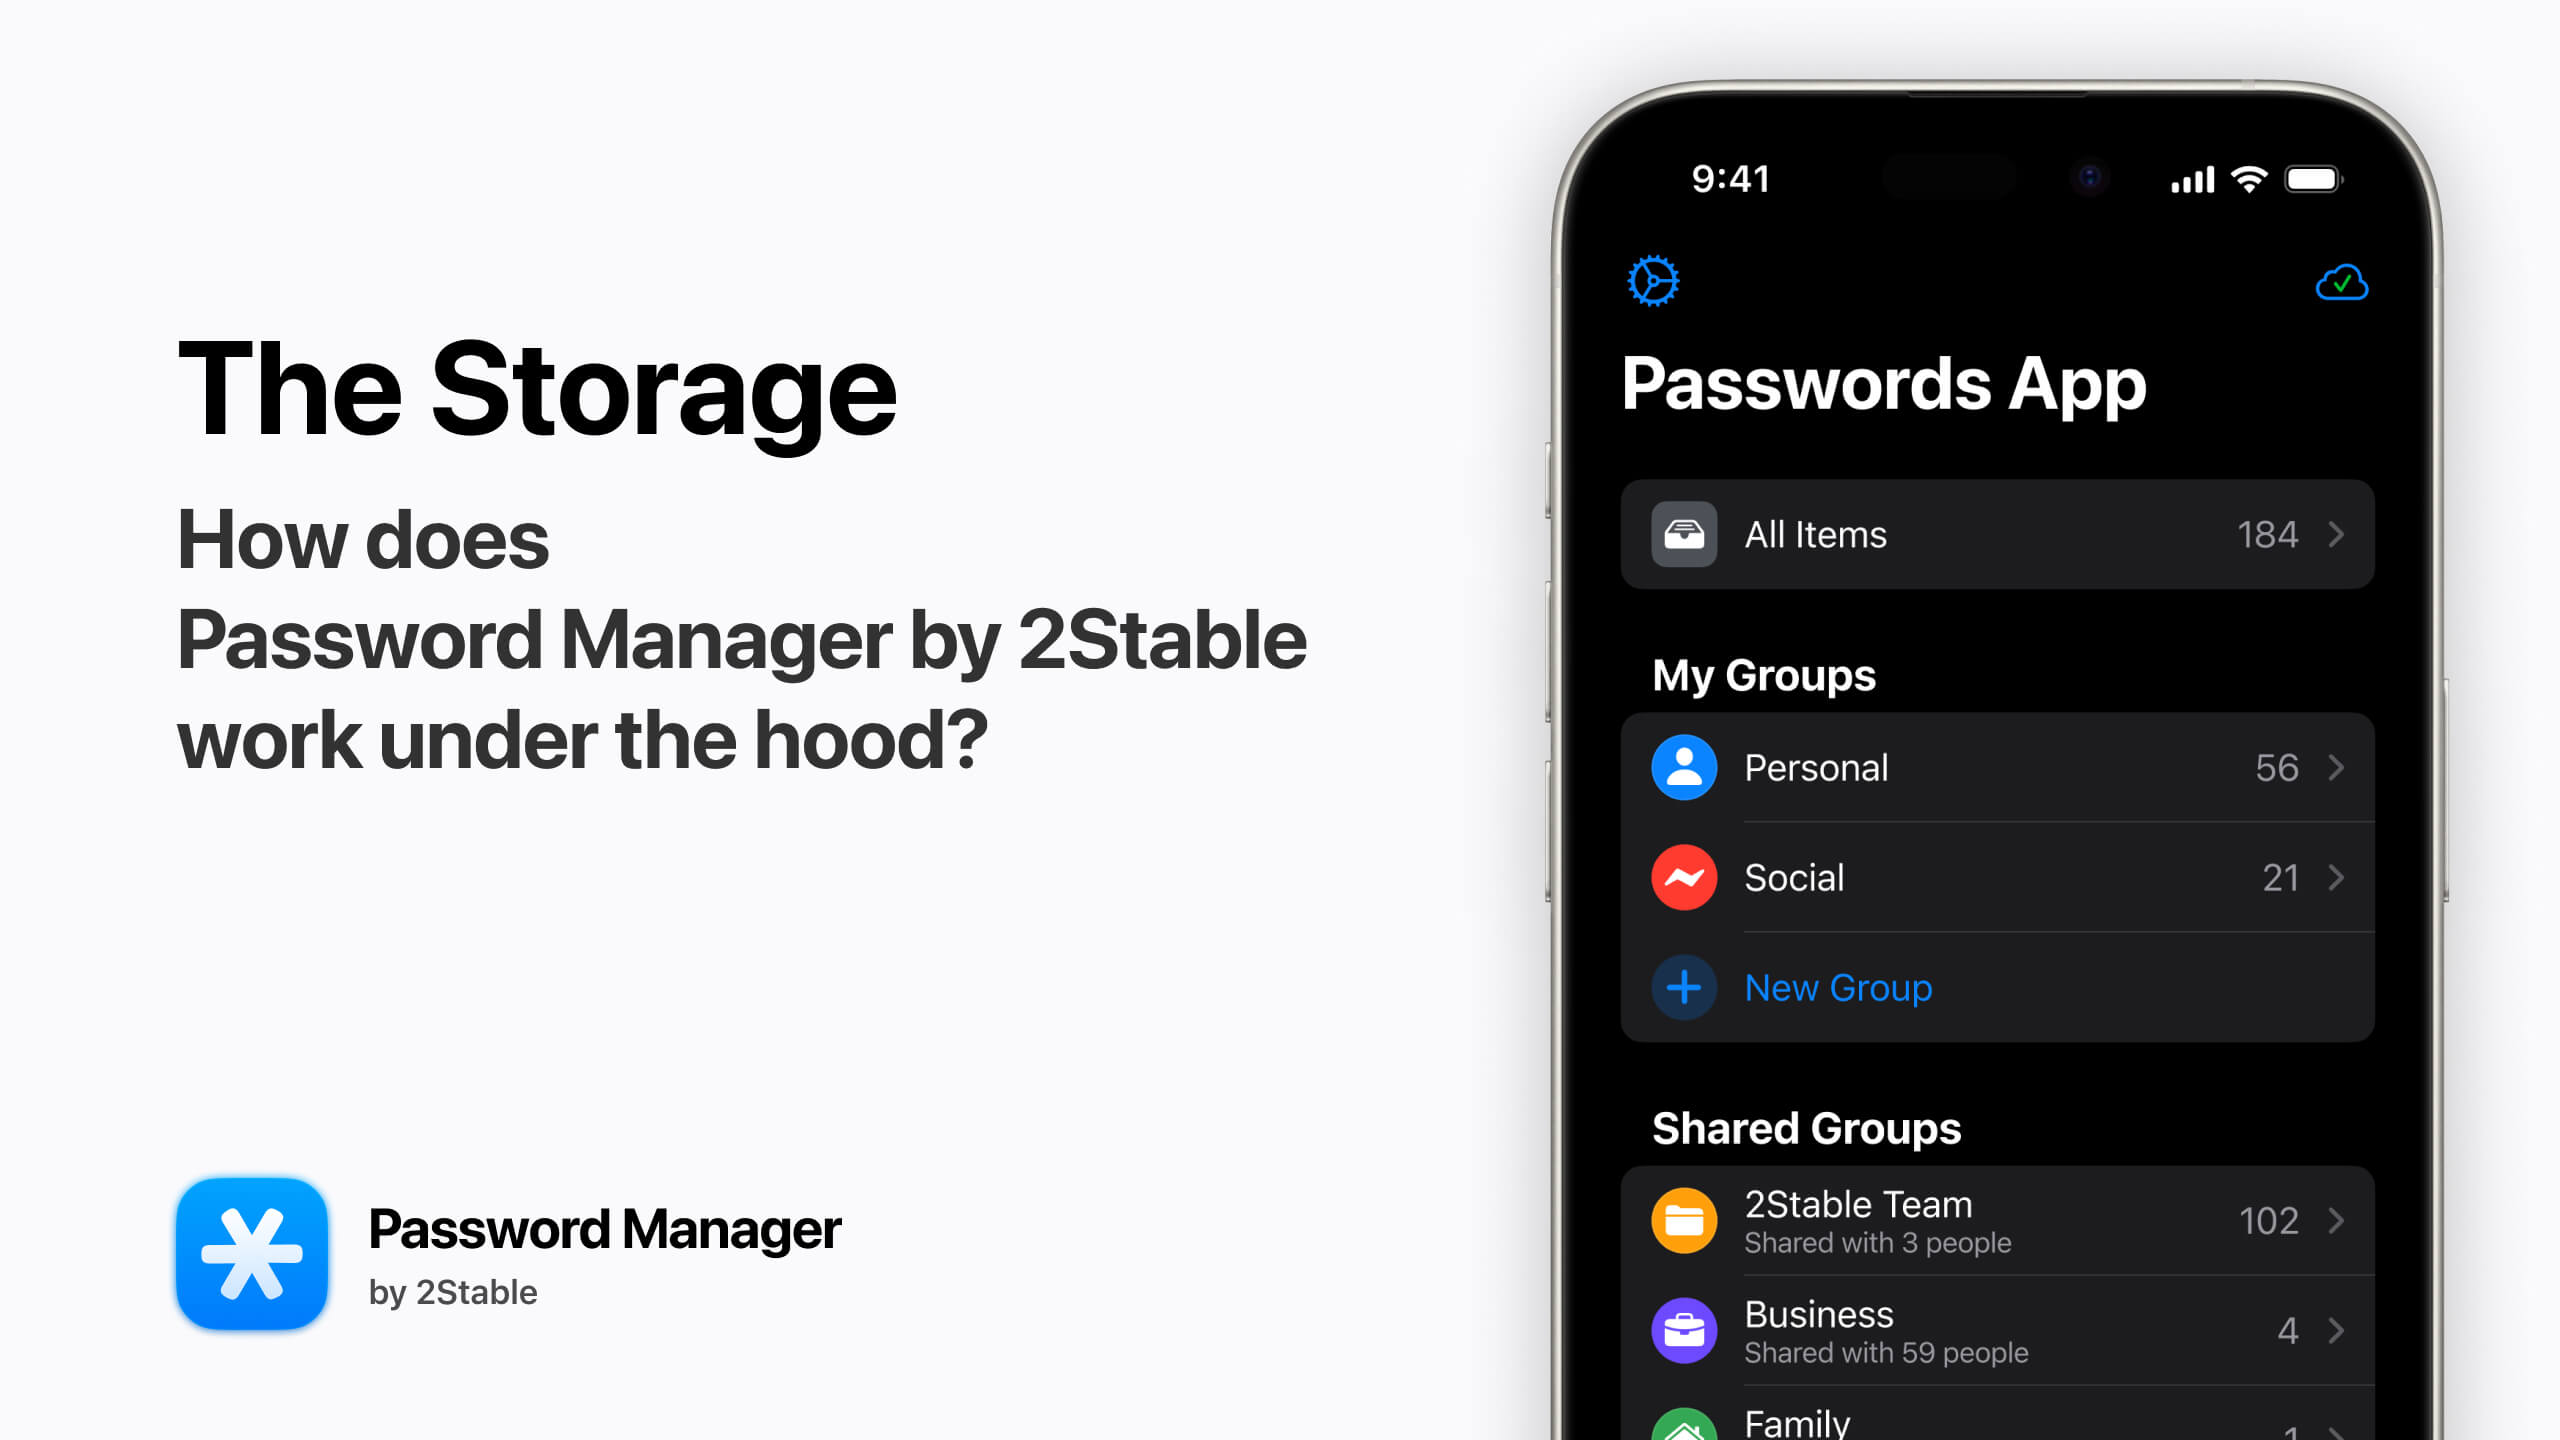 The Storage
How does
Password Manager by 2Stable
work under the hood?
Password Manager
by 2Stable
9:41
Passwords App
All Items 184
My Groups
Personal 56
Social 21
New Group
Shared Groups
2Stable Team 102
Shared with 3 people
Business 4
Shared with 59 people
Family 1